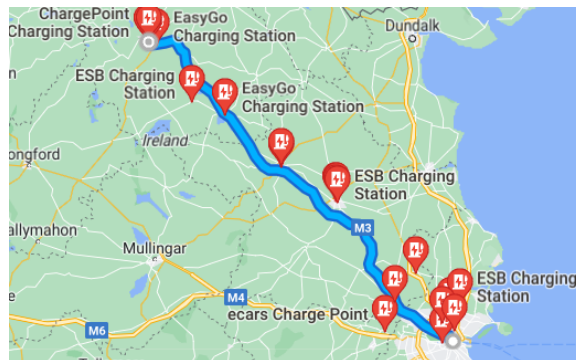 ChargePoint
Charging Station
EasyGo
Charging Station
Dundalk
ESB Charging
Station
EasyGo
Charging Station
Ireland
ongford
ESB Charging
Station
allymahon
M3
Mullingar
ESB Charging
Station
M4
ecars Charge Point
M6